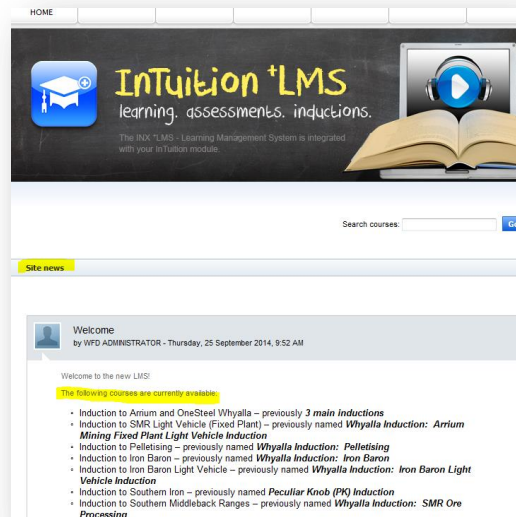 HOME
InTuition +LMS
learning. assessments. inductions.
The INX +LMS - Learning Management System is integrated
with your InTuition module.
Search courses:
Site news
Welcome
by WFD ADMINISTRATOR - Thursday, 25 September 2014, 9:52 AM
Welcome to the new LMS!
The following courses are currently available:
• Induction to Arrium and OneSteel Whyalla – previously 3 main inductions
• Induction to SMR Light Vehicle (Fixed Plant) – previously named Whyalla Induction: Arrium
Mining Fixed Plant Light Vehicle Induction
• Induction to Pelletising – previously named Whyalla Induction: Pelletising
• Induction to Iron Baron – previously named Whyalla Induction: Iron Baron
• Induction to Iron Baron Light Vehicle – previously named Whyalla Induction: Iron Baron Light
Vehicle Induction
• Induction to Southern Iron – previously named Peculiar Knob (PK) Induction
• Induction to Southern Middleback Ranges – previously named Whyalla Induction: SMR Ore
Processing